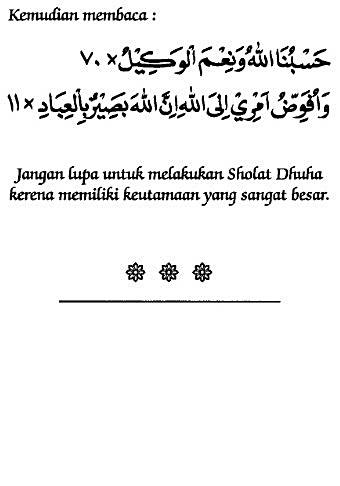 Kemudian membaca :
حَسْبُنَا اللهُ وَنِعْمَ الْوَكِيْلُ × ٧٠
وَاُفَوِّضُ اَمْرِيْ اِلَى اللهِ اِنَّ اللهَ بَصِيْرٌ بِالْعِبَادِ × ١١
Jangan lupa untuk melakukan Sholat Dhuha
kerena memiliki keutamaan yang sangat besar.